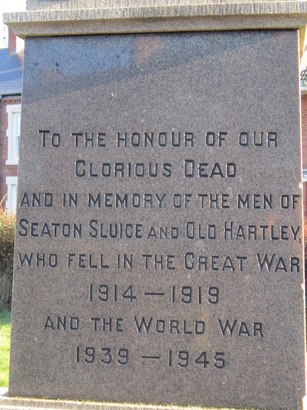 TO THE HONOUR OF OUR
GLORIOUS DEAD
AND IN MEMORY OF THE MEN OF
SEATON SLUICE AND OLD HARTLEY
WHO FELL IN THE GREAT WAR
1914 — 1919
AND THE WORLD WAR
1939 — 1945